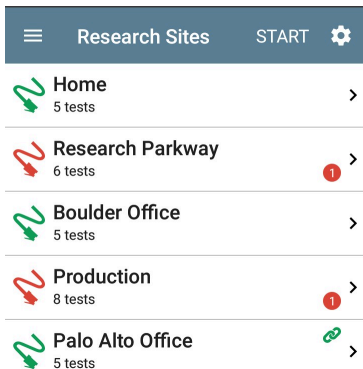 Research Sites START
Home
5 tests
Research Parkway
6 tests
1
Boulder Office
5 tests
Production
8 tests
1
Palo Alto Office
5 tests